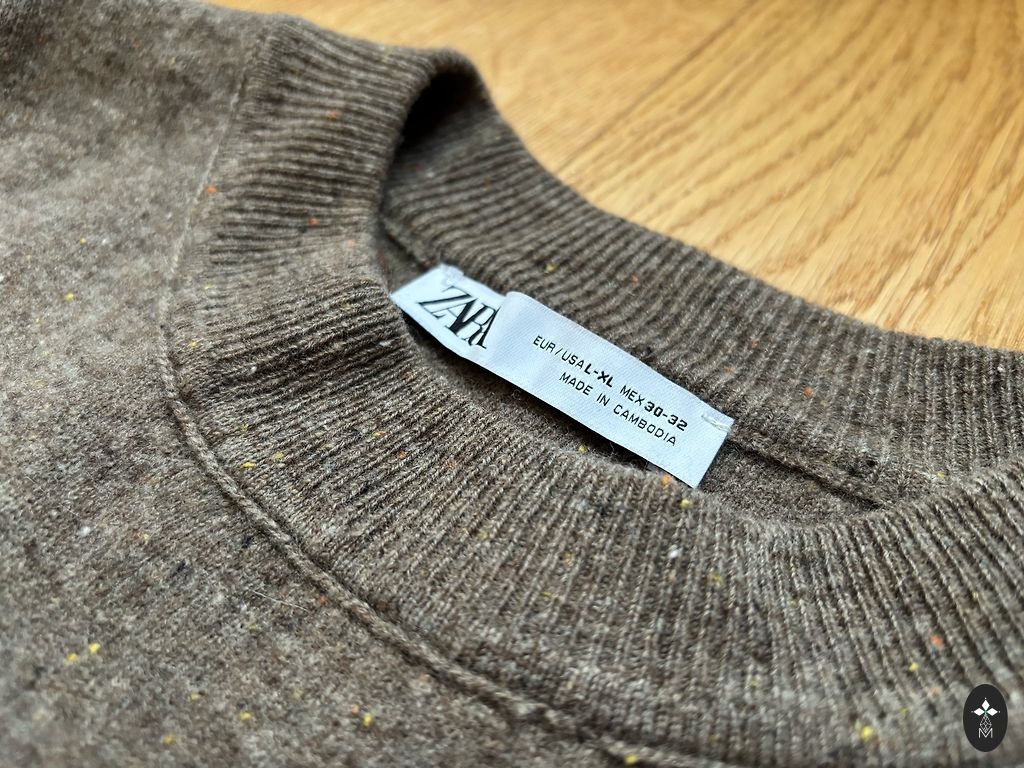 ZARA
EUR/USA L-XL MEX 30-32
MADE IN CAMBODIA
M